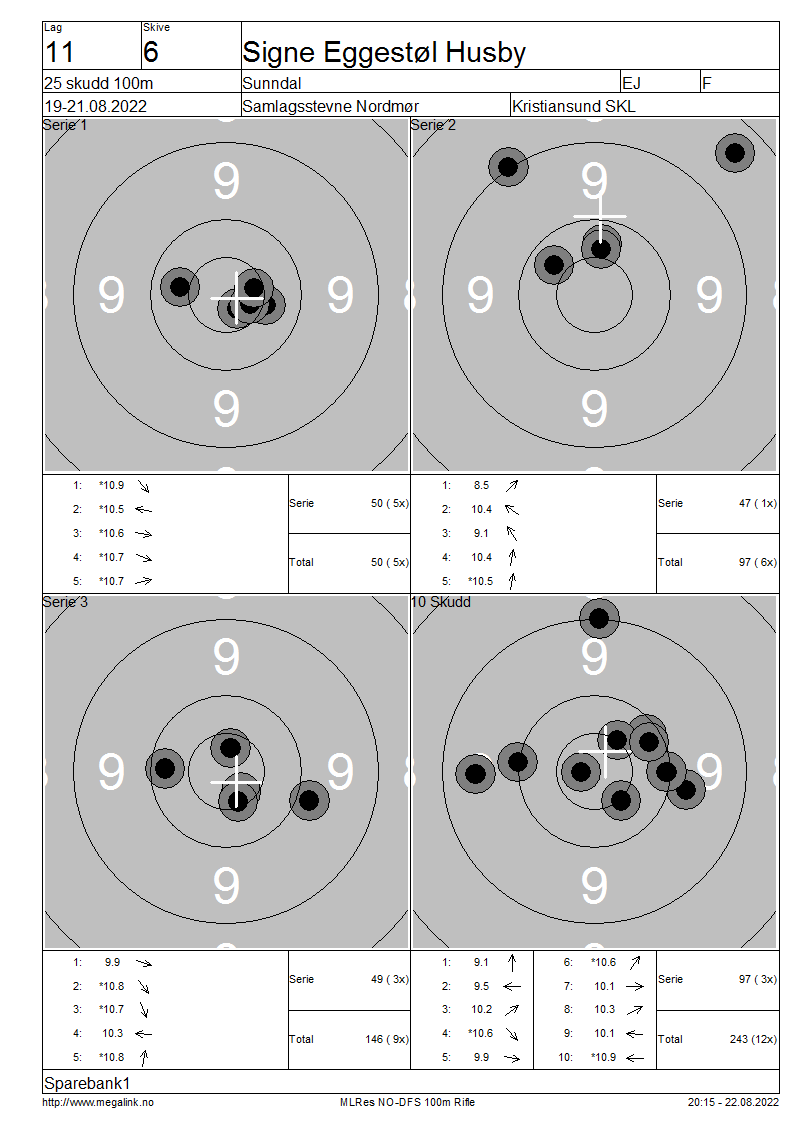 Lag Skive
11 6 Signe Eggestøl Husby
25 skudd 100m Sunndal EJ F
19-21.08.2022 Samlagsstevne Nordmør Kristiansund SKL
Serie 1 Serie 2
9 9
9 9 9 9
9 9
1: *10.9 1: 8.5
2: *10.5 Serie 50 ( 5x) 2: 10.4 Serie 47 ( 1x)
3: *10.6 3: 9.1
4: *10.7 Total 50 ( 5x) 4: 10.4 Total 97 ( 6x)
5: *10.7 5: *10.5
Serie 3 10 Skudd
9 9
9 9 9
9 9
1: 9.9 1: 9.1 6: *10.6
2: *10.8 Serie 49 ( 3x) 2: 9.5 7: 10.1 Serie 97 ( 3x)
3: *10.7 3: 10.2 8: 10.3
4: 10.3 Total 146 ( 9x) 4: *10.6 9: 10.1 Total 243 (12x)
5: *10.8 5: 9.9 10: *10.9
Sparebank1
http://www.megalink.no MLRes NO-DFS 100m Rifle 20:15 - 22.08.2022